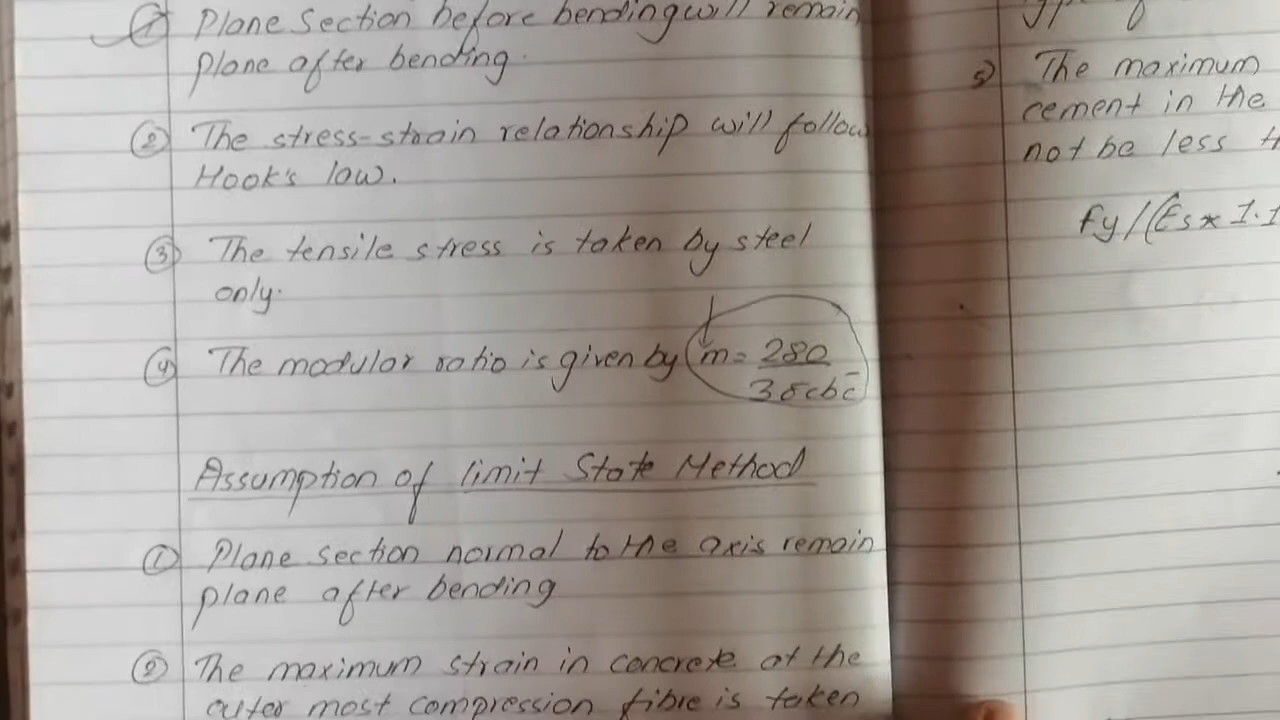 ① Plane section before bending will remain
plane after bending.
② The stress-strain relationship will follow
Hook's low.
③ The tensile stress is taken by steel
only.
④ The modular ratio is given by m = 280
3σcbc
Assumption of limit State Method
① Plane section normal to the axis remain
plane after bending
② The maximum strain in concrete at the
outer most compression fibre is taken
5) The maximum
cement in the
not be less
fy/(Es x 1.1